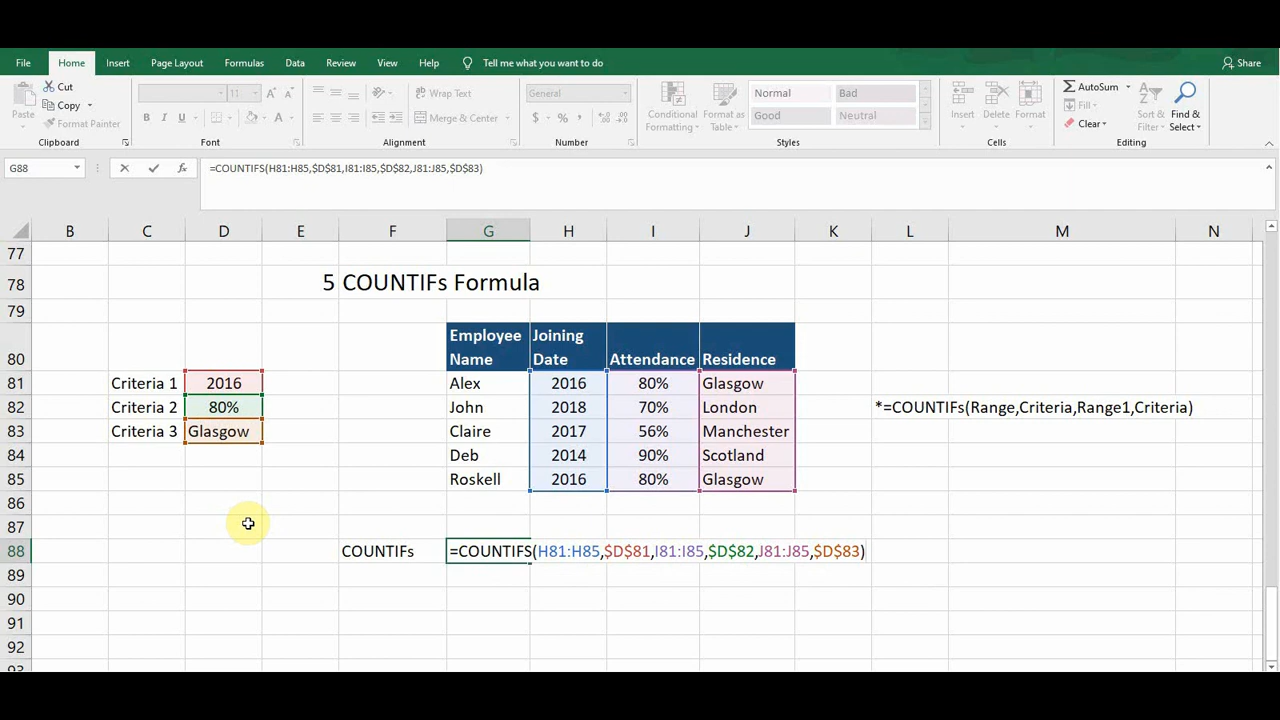 File Home Insert Page Layout Formulas Data Review View Help Tell me what you want to do Share
Cut
Copy
Format Painter
Paste
Clipboard
11
B I U A
Font
Wrap Text
Merge & Center
Alignment
General
$ % ,
Number
Conditional Formatting
Format as Table
Normal Bad
Good Neutral
Styles
Insert Delete Format
Cells
AutoSum
Fill
Clear
Sort & Filter
Find & Select
Editing
G88 fx =COUNTIFS(H81:H85,$D$81,I81:I85,$D$82,J81:J85,$D$83)
B C D E F G H I J K L M N
77
78 5 COUNTIFs Formula
79
80 Employee Name Joining Date Attendance Residence
81 Criteria 1 2016 Alex 2016 80% Glasgow
82 Criteria 2 80% John 2018 70% London *=COUNTIFs(Range,Criteria,Range1,Criteria)
83 Criteria 3 Glasgow Claire 2017 56% Manchester
84 Deb 2014 90% Scotland
85 Roskell 2016 80% Glasgow
86
87
88 COUNTIFs =COUNTIFS(H81:H85,$D$81,I81:I85,$D$82,J81:J85,$D$83)
89
90
91
92
93